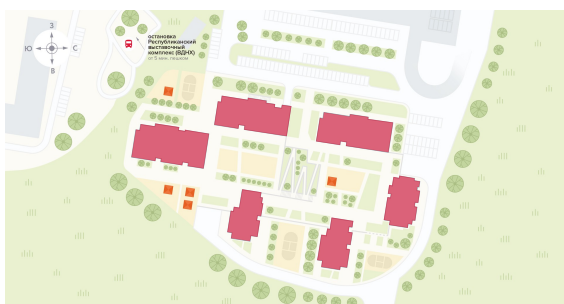 З
Ю
С
В
остановка
Республиканский
выставочный
комплекс (ВДНХ)
от 5 мин. пешком